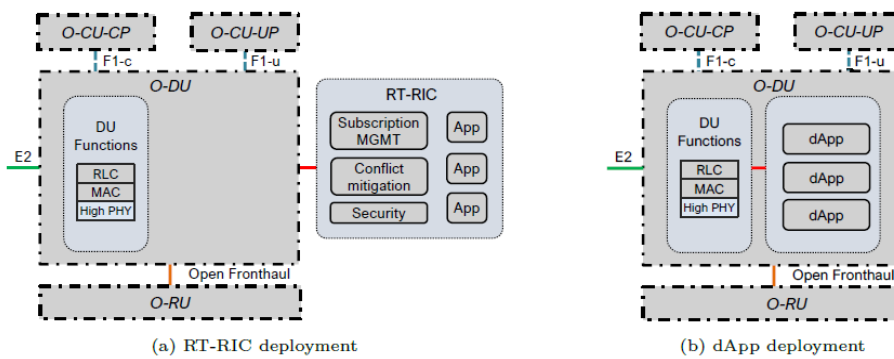 O-CU-CP
O-CU-UP
F1-c
F1-u
O-DU
DU
Functions
RLC
MAC
High PHY
E2
RT-RIC
Subscription
MGMT
App
Conflict
mitigation
App
Security
App
Open Fronthaul
O-RU
(a) RT-RIC deployment
O-CU-CP
O-CU-UP
F1-c
F1-u
O-DU
DU
Functions
RLC
MAC
High PHY
E2
dApp
dApp
dApp
Open Fronthaul
O-RU
(b) dApp deployment